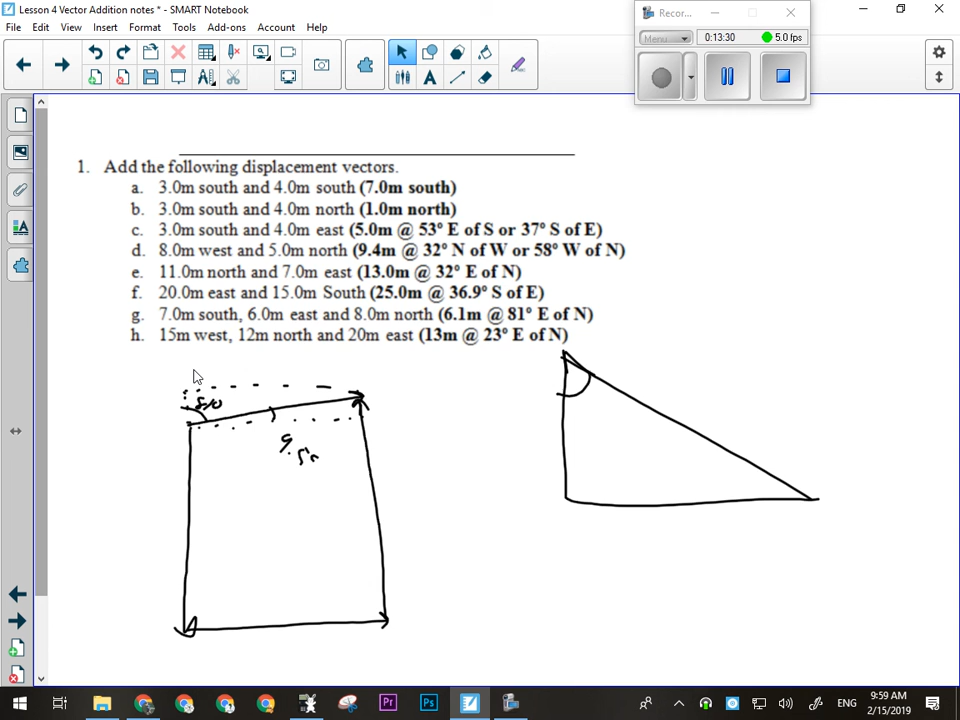 Lesson 4 Vector Addition notes * - SMART Notebook
File Edit View Insert Format Tools Add-ons Account Help
Recor...
Menu 0:13:30 5.0 fps
1. Add the following displacement vectors.
a. 3.0m south and 4.0m south (7.0m south)
b. 3.0m south and 4.0m north (1.0m north)
c. 3.0m south and 4.0m east (5.0m @ 53° E of S or 37° S of E)
d. 8.0m west and 5.0m north (9.4m @ 32° N of W or 58° W of N)
e. 11.0m north and 7.0m east (13.0m @ 32° E of N)
f. 20.0m east and 15.0m South (25.0m @ 36.9° S of E)
g. 7.0m south, 6.0m east and 8.0m north (6.1m @ 81° E of N)
h. 15m west, 12m north and 20m east (13m @ 23° E of N)
Pr Ps ENG
9:59 AM
2/15/2019